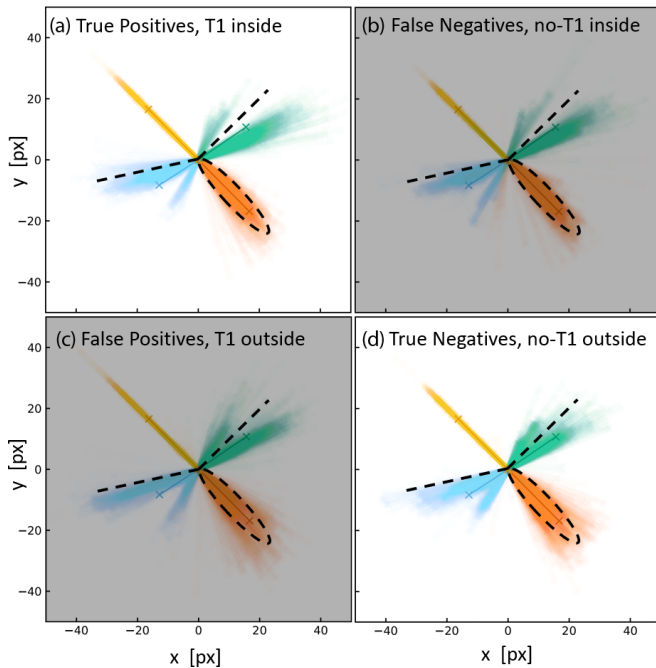 (a) True Positives, T1 inside
(b) False Negatives, no-T1 inside
40
20
0
−20
−40
y [px]
(c) False Positives, T1 outside
(d) True Negatives, no-T1 outside
40
20
0
−20
−40
y [px]
−40 −20 0 20 40
−40 −20 0 20 40
x [px]
x [px]